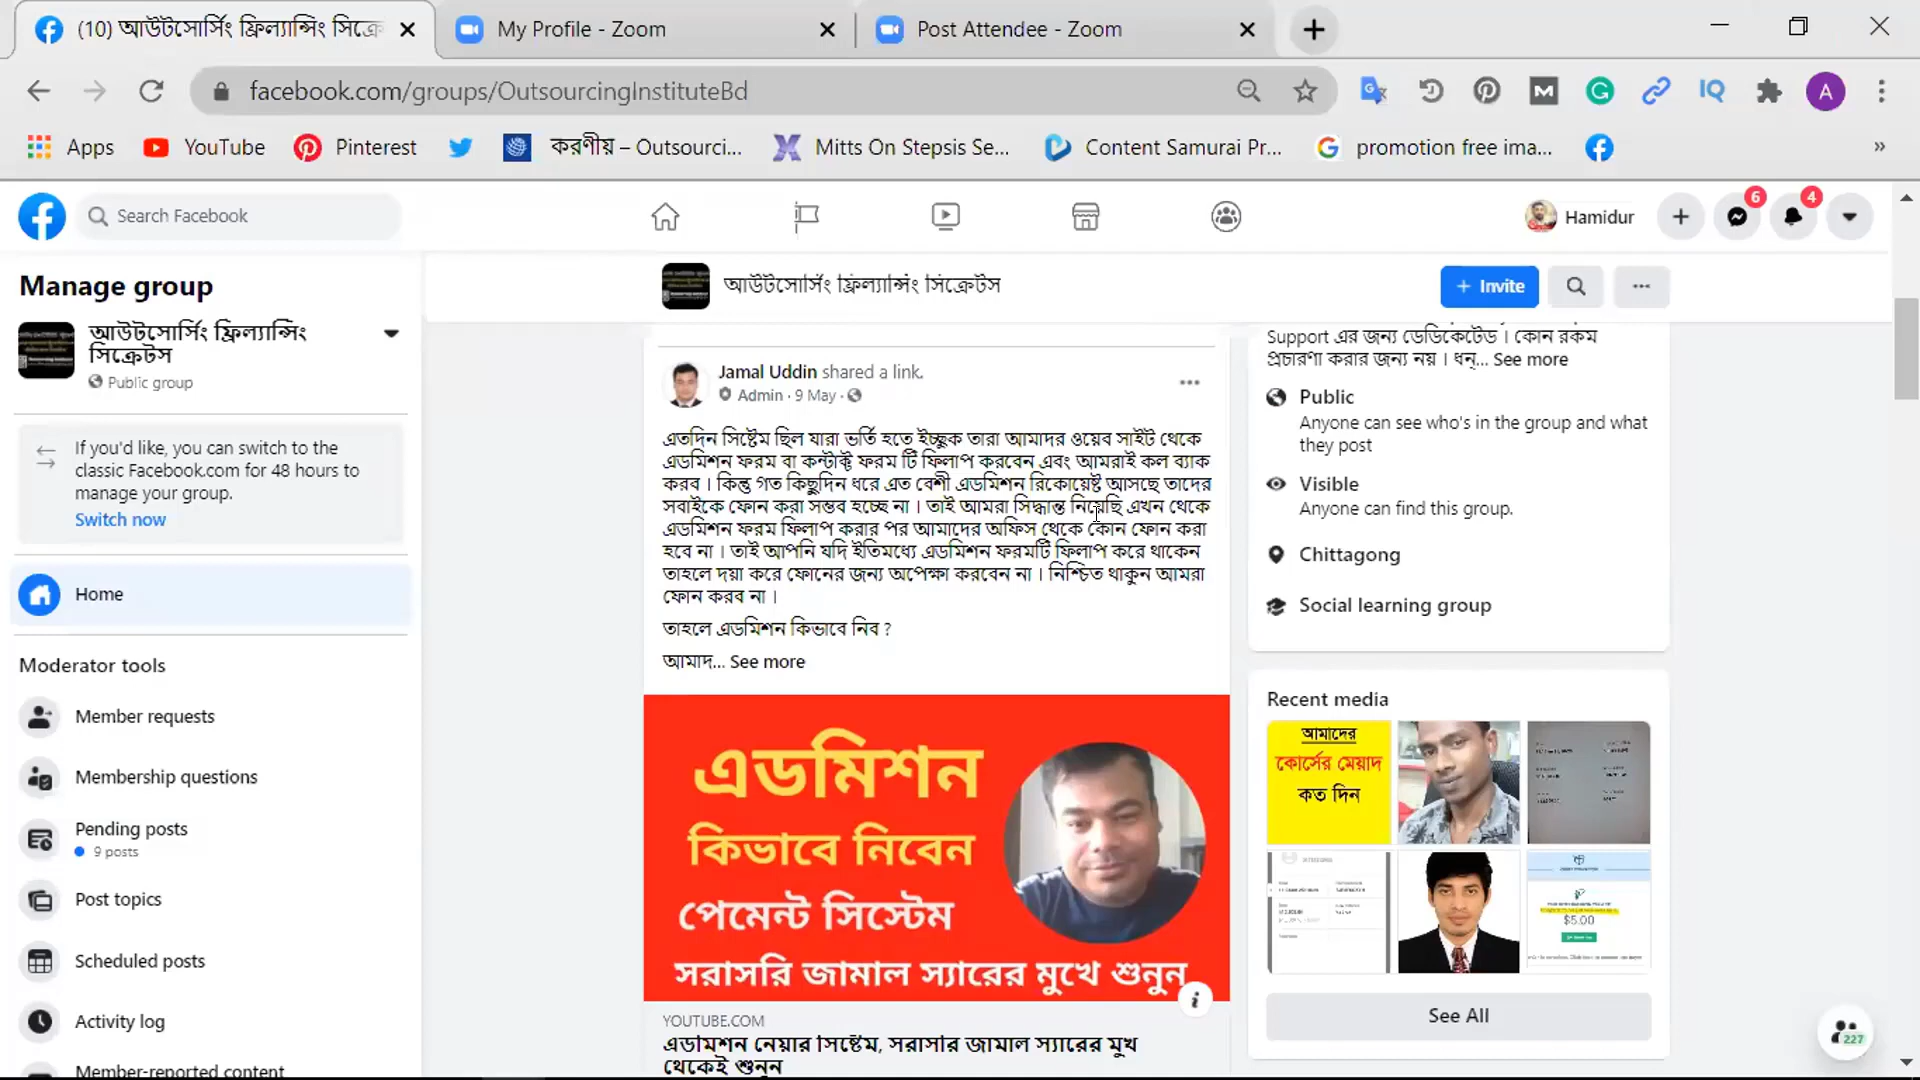 (10) আউটসোর্সিং ফ্রিল্যান্সিং সিক্রে
My Profile - Zoom
Post Attendee - Zoom
facebook.com/groups/OutsourcingInstituteBd
A
Apps
YouTube
Pinterest
করণীয় – Outsourci...
Mitts On Stepsis Se...
Content Samurai Pr...
promotion free ima...
Search Facebook
Hamidur
6
4
Manage group
আউটসোর্সিং ফ্রিল্যান্সিং
সিক্রেটস
Public group
If you'd like, you can switch to the
classic Facebook.com for 48 hours to
manage your group.
Switch now
Home
Moderator tools
Member requests
Membership questions
Pending posts
9 posts
Post topics
Scheduled posts
Activity log
Member-reported content
আউটসোর্সিং ফ্রিল্যান্সিং সিক্রেটস
+ Invite
Jamal Uddin shared a link.
Admin · 9 May ·
এতদিন সিষ্টেম ছিল যারা ভর্তি হতে ইচ্ছুক তারা আমাদর ওয়েব সাইট থেকে
এডমিশন ফরম বা কন্টাক্ট ফরম টি ফিলাপ করবেন এবং আমরাই কল ব্যাক
করব। কিন্তু গত কিছুদিন ধরে এত বেশী এডমিশন রিকোয়েষ্ট আসছে তাদের
সবাইকে ফোন করা সম্ভব হচ্ছে না। তাই আমরা সিদ্ধান্ত নিয়েছি এখন থেকে
এডমিশন ফরম ফিলাপ করার পর আমাদের অফিস থেকে কোন ফোন করা
হবে না। তাই আপনি যদি ইতিমধ্যে এডমিশন ফরমটি ফিলাপ করে থাকেন
তাহলে দয়া করে ফোনের জন্য অপেক্ষা করবেন না। নিশ্চিত থাকুন আমরা
ফোন করব না।
তাহলে এডমিশন কিভাবে নিব ?
আমাদ... See more
এডমিশন
কিভাবে নিবেন
পেমেন্ট সিস্টেম
সরাসরি জামাল স্যারের মুখে শুনুন
YOUTUBE.COM
এডমিশন নেয়ার সিষ্টেম, সরাসরি জামাল স্যারের মুখ
থেকেই শুনুন
Support এর জন্য ডেডিকেটেড। কোন রকম
প্রচারণা করার জন্য নয়। ধন্... See more
Public
Anyone can see who's in the group and what
they post
Visible
Anyone can find this group.
Chittagong
Social learning group
Recent media
আমাদের
কোর্সের মেয়াদ
কত দিন
$5.00
See All
227